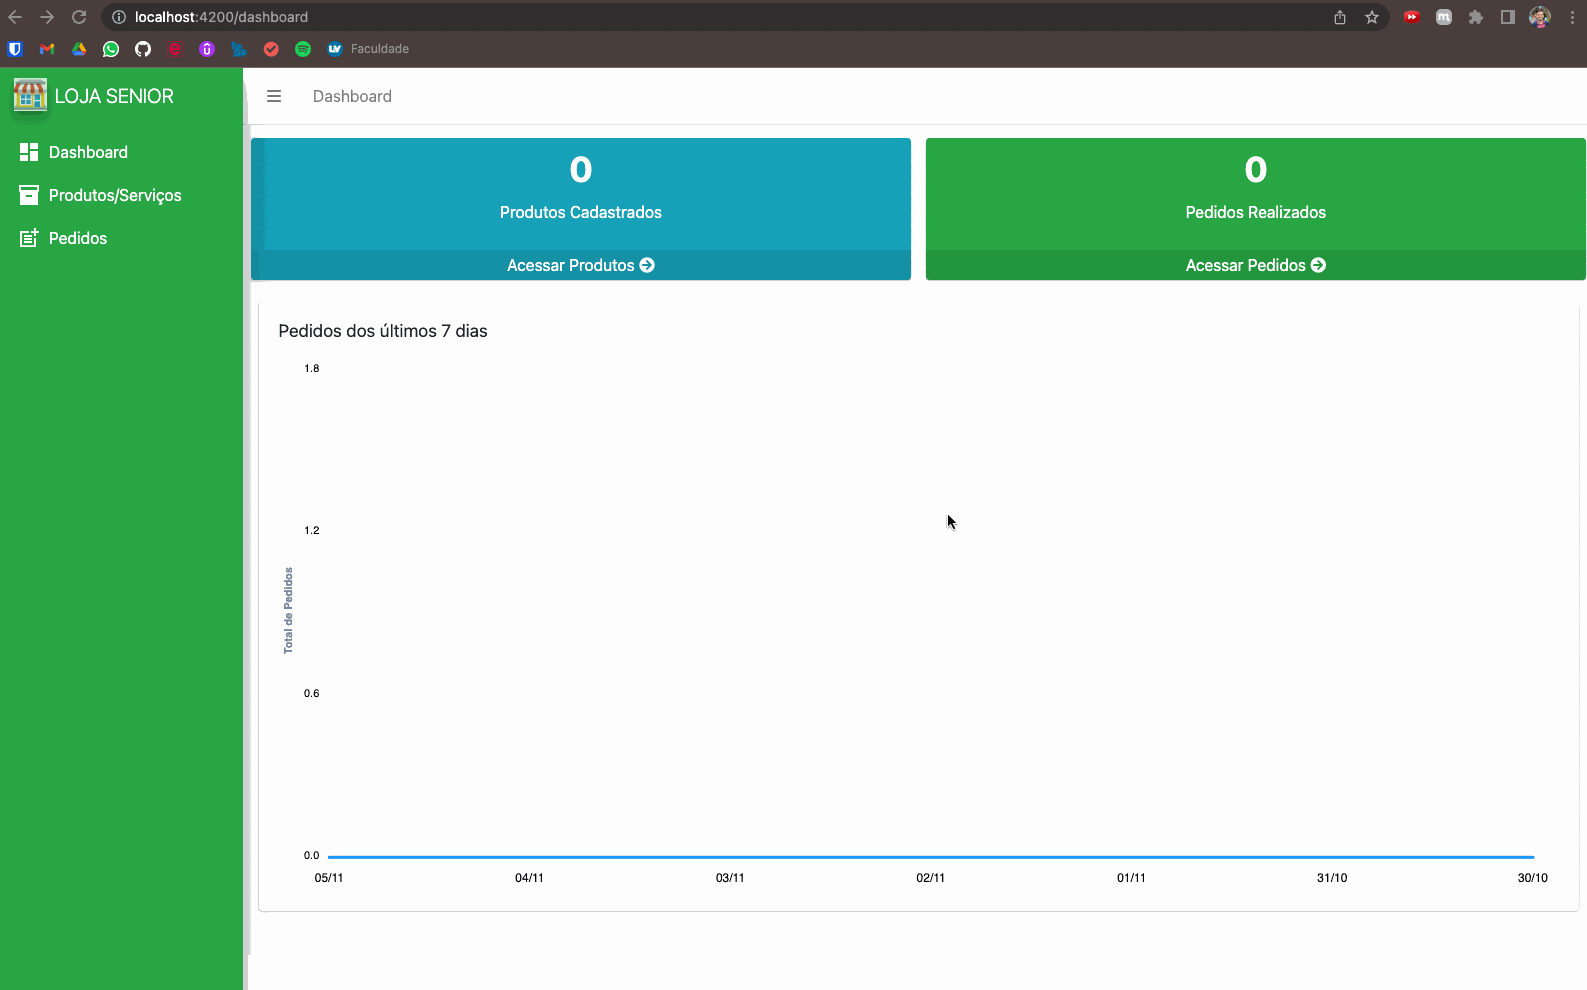 localhost:4200/dashboard
Faculdade
LOJA SENIOR
Dashboard
Produtos/Serviços
Pedidos
Dashboard
0
Produtos Cadastrados
Acessar Produtos
0
Pedidos Realizados
Acessar Pedidos
Pedidos dos últimos 7 dias
Total de Pedidos
1.8
1.2
0.6
0.0
05/11 04/11 03/11 02/11 01/11 31/10 30/10